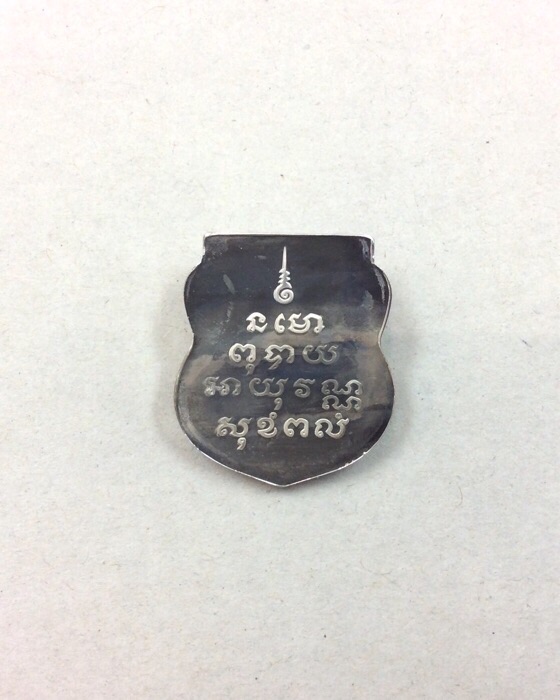 នមោ
ពុទ្ធាយ
អាយុវណ្ណ
សុខំពលំ